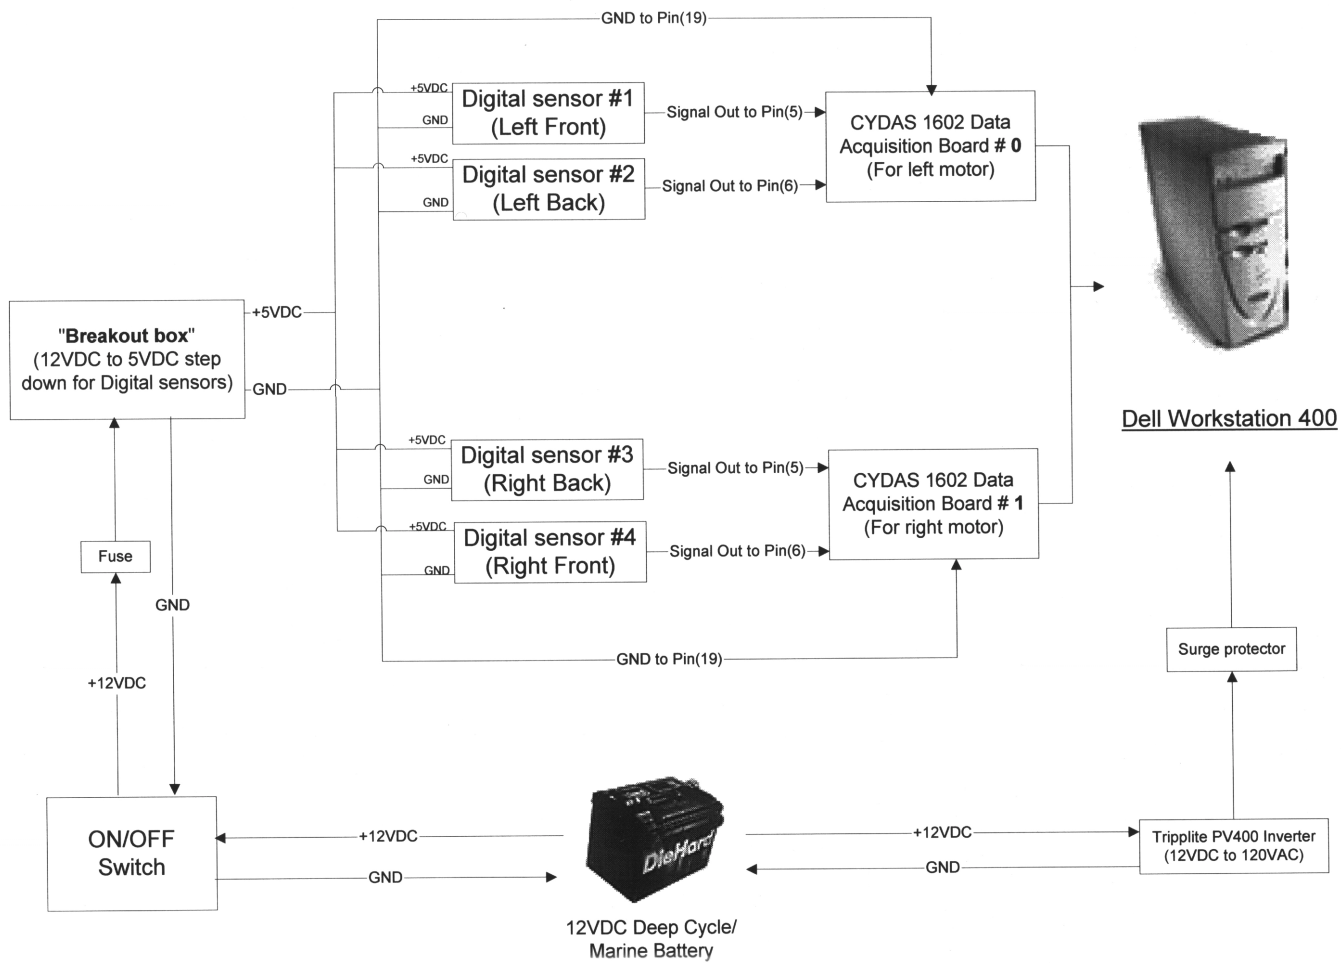 GND to Pin(19)
+5VDC
Digital sensor #1
(Left Front)
GND
Signal Out to Pin(5)
CYDAS 1602 Data
Acquisition Board # 0
(For left motor)
+5VDC
Digital sensor #2
(Left Back)
GND
Signal Out to Pin(6)
"Breakout box"
(12VDC to 5VDC step
down for Digital sensors)
+5VDC
GND
Dell Workstation 400
+5VDC
Digital sensor #3
(Right Back)
GND
Signal Out to Pin(5)
CYDAS 1602 Data
Acquisition Board # 1
(For right motor)
+5VDC
Digital sensor #4
(Right Front)
GND
Signal Out to Pin(6)
Fuse
GND
GND to Pin(19)
Surge protector
+12VDC
ON/OFF
Switch
+12VDC
GND
DieHard
12VDC Deep Cycle/
Marine Battery
+12VDC
GND
Tripplite PV400 Inverter
(12VDC to 120VAC)